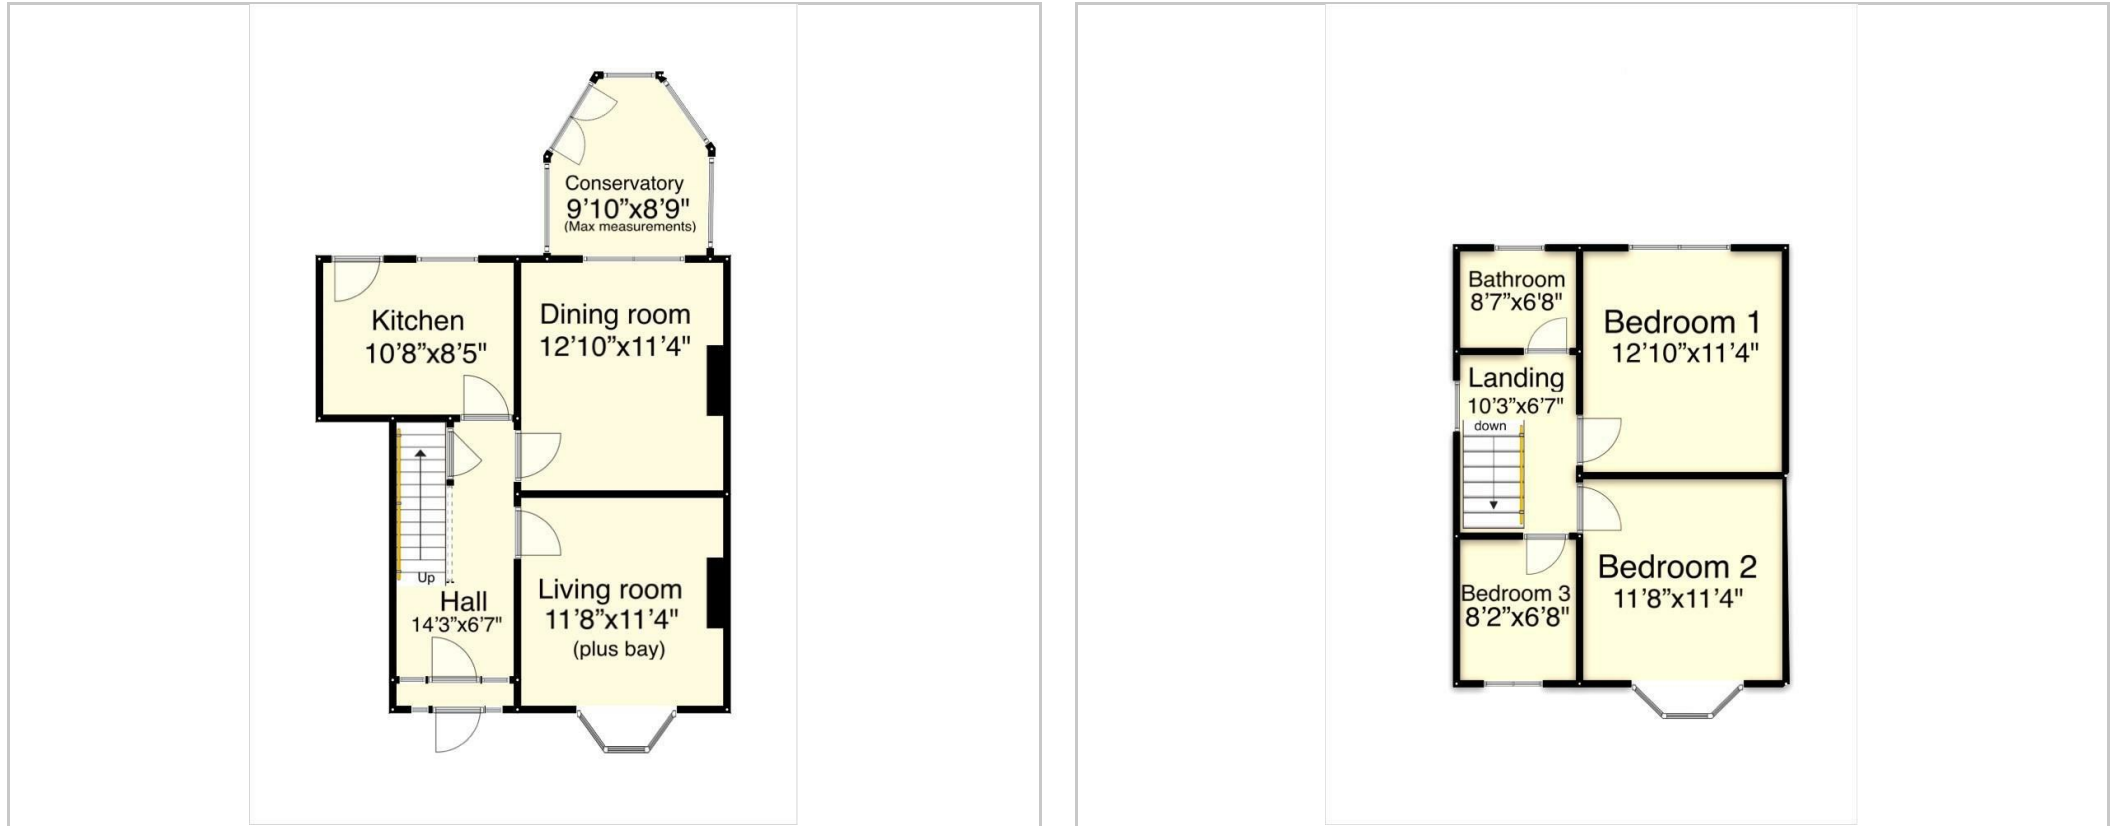 Conservatory
9'10”x8'9"
(Max measurements)
Kitchen
10'8”x8'5"
Dining room
12'10”x11'4"
Up
Hall
14'3”x6'7"
Living room
11'8”x11'4"
(plus bay)
Bathroom
8'7”x6'8"
Bedroom 1
12'10”x11'4"
Landing
10'3”x6'7"
down
Bedroom 2
11'8”x11'4"
Bedroom 3
8'2”x6'8"